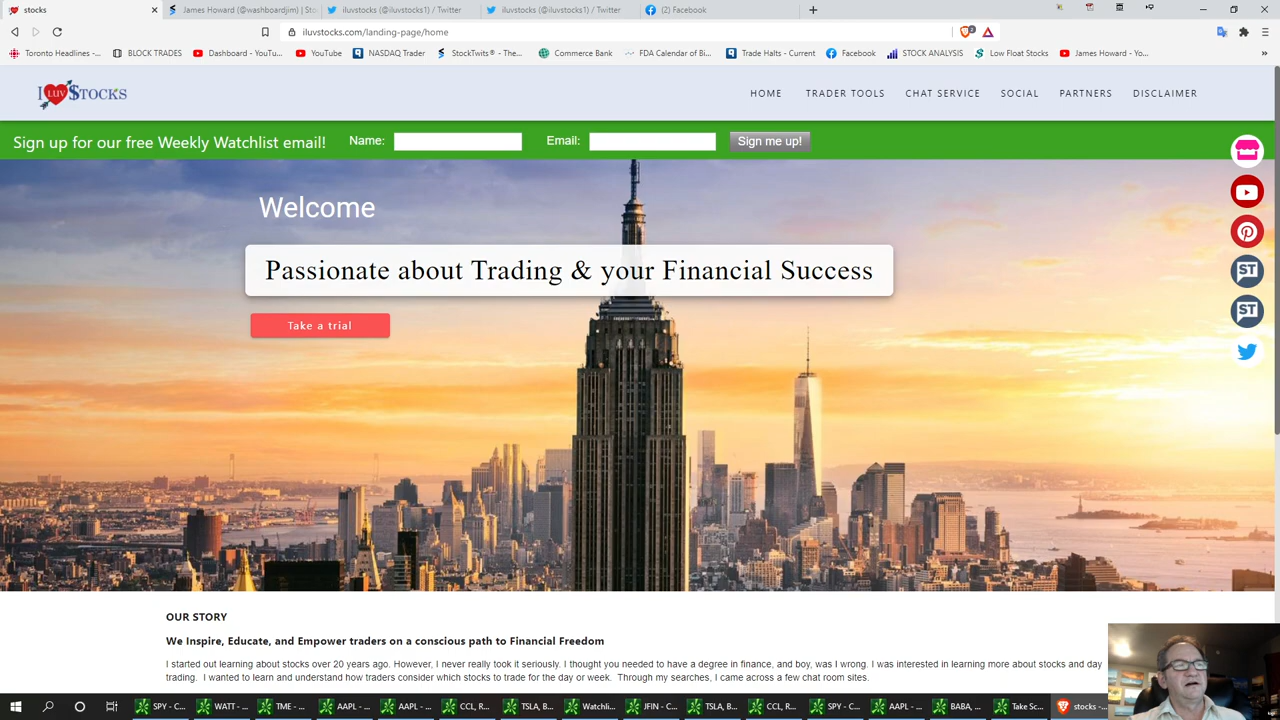 stocks
James Howard (@washboardjim) | Sto
iluvstocks (@iluvstocks1) / Twitter
iluvstocks (@iluvstocks1) / Twitter
(2) Facebook
iluvstocks.com/landing-page/home
Toronto Headlines -...
BLOCK TRADES
Dashboard - YouTu...
YouTube
NASDAQ Trader
StockTwits® - The...
Commerce Bank
FDA Calendar of Bi...
Trade Halts - Current
Facebook
STOCK ANALYSIS
Low Float Stocks
James Howard - Yo...
I LUV $TOCKS
HOME
TRADER TOOLS
CHAT SERVICE
SOCIAL
PARTNERS
DISCLAIMER
Sign up for our free Weekly Watchlist email!
Name:
Email:
Sign me up!
Welcome
Passionate about Trading & your Financial Success
Take a trial
ST
ST
OUR STORY
We Inspire, Educate, and Empower traders on a conscious path to Financial Freedom
I started out learning about stocks over 20 years ago. However, I never really took it seriously. I thought you needed to have a degree in finance, and boy, was I wrong. I was interested in learning more about stocks and day
trading. I wanted to learn and understand how traders consider which stocks to trade for the day or week. Through my searches, I came across a few chat room sites.
SPY - C...
WATT - ...
TME - ...
AAPL - ...
AAPL - ...
CCL, R...
TSLA, B...
Watchli...
JFIN - C...
TSLA, B...
CCL, R...
SPY - C...
AAPL - ...
BABA, ...
Take Sc...
stocks -...